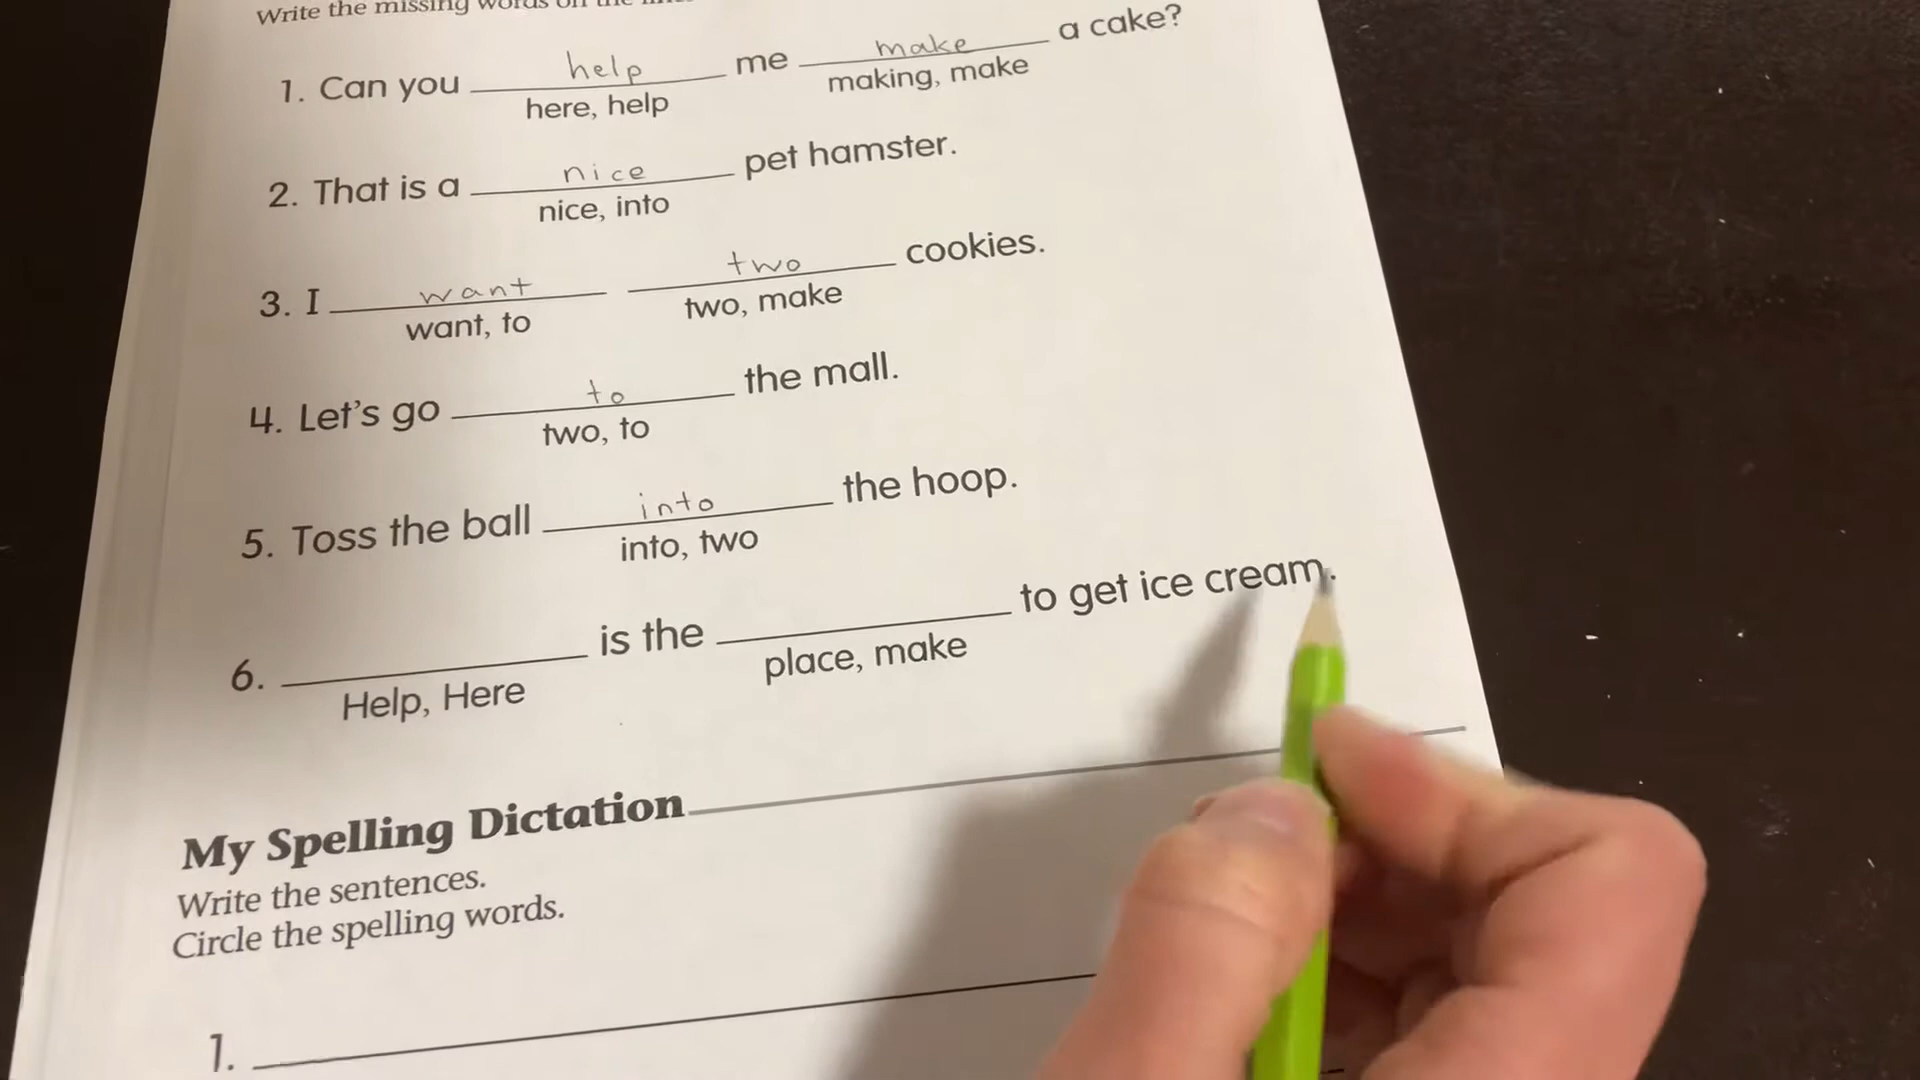 Write the missing words on the
1. Can you help me make a cake?
here, help making, make
2. That is a nice pet hamster.
nice, into
3. I want two cookies.
want, to two, make
4. Let's go to the mall.
two, to
5. Toss the ball into the hoop.
into, two
6. is the to get ice cream.
Help, Here place, make
My Spelling Dictation
Write the sentences.
Circle the spelling words.
1.